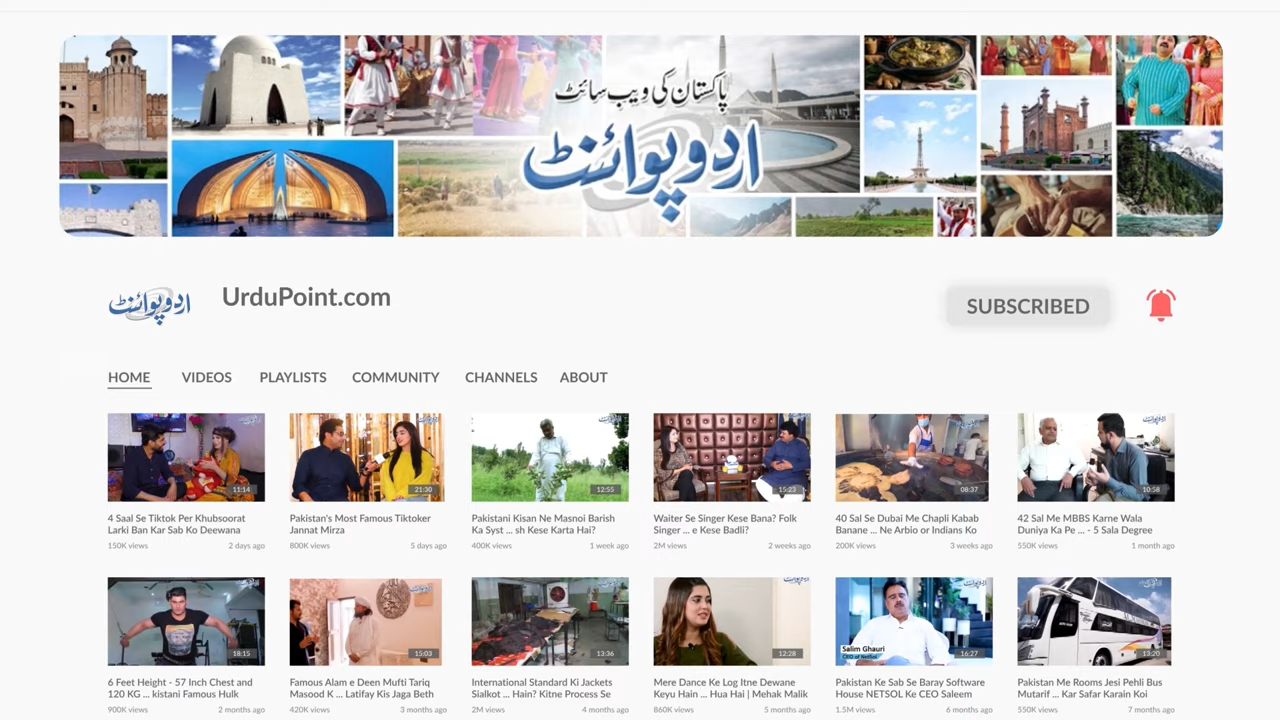 پاکستان کی ویب سائٹ
اردو پوائنٹ
اردو پوائنٹ
UrduPoint.com
SUBSCRIBED
HOME VIDEOS PLAYLISTS COMMUNITY CHANNELS ABOUT
11:14 21:30 12:55 15:23 08:37 10:58
4 Saal Se Tiktok Per Khubsoorat
Larki Ban Kar Sab Ko Deewana
150K views 2 days ago
Pakistan's Most Famous Tiktoker
Jannat Mirza
800K views 5 days ago
Pakistani Kisan Ne Masnoi Barish
Ka Syst ... sh Kese Karta Hai?
400K views 1 week ago
Waiter Se Singer Kese Bana? Folk
Singer ... e Kese Badli?
2M views 2 weeks ago
40 Sal Se Dubai Me Chapli Kabab
Banane ... Ne Arbio or Indians Ko
200K views 3 weeks ago
42 Sal Me MBBS Karne Wala
Duniya Ka Pe ... - 5 Sala Degree
550K views 1 month ago
18:15 15:03 13:36 12:28 16:27 13:20
Salim Ghauri
CEO of NetSol
6 Feet Height - 57 Inch Chest and
120 KG ... kistani Famous Hulk
900K views 2 months ago
Famous Alam e Deen Mufti Tariq
Masood K ... Latifay Kis Jaga Beth
420K views 3 months ago
International Standard Ki Jackets
Sialkot ... Hain? Kitne Process Se
2M views 4 months ago
Mere Dance Ke Log Itne Dewane
Keyu Hain ... Hua Hai | Mehak Malik
860K views 5 months ago
Pakistan Ke Sab Se Baray Software
House NETSOL Ke CEO Saleem
1.5M views 6 months ago
Pakistan Me Rooms Jesi Pehli Bus
Mutarif ... Kar Safar Karain Koi
550K views 7 months ago